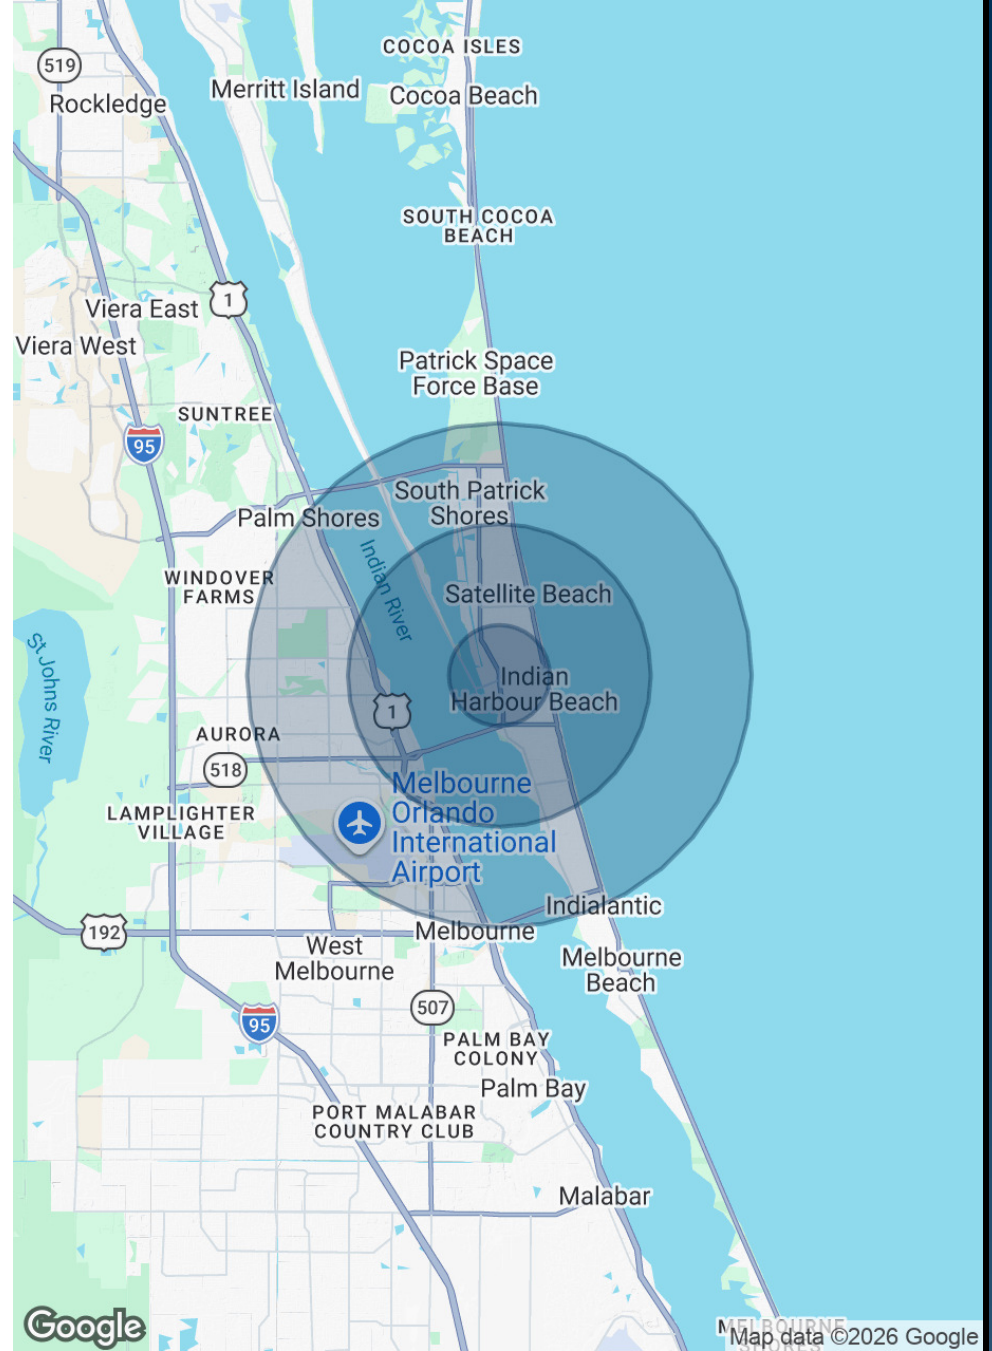 COCOA ISLES
519
Merritt Island
Cocoa Beach
Rockledge
SOUTH COCOA
BEACH
1
Viera East
Viera West
Patrick Space
Force Base
SUNTREE
95
South Patrick
Shores
Palm Shores
Indian River
WINDOVER
FARMS
Satellite Beach
St Johns River
Indian
Harbour Beach
1
AURORA
518
Melbourne
Orlando
International
Airport
LAMPLIGHTER
VILLAGE
Indialantic
192
Melbourne
West
Melbourne
Melbourne
Beach
507
95
PALM BAY
COLONY
Palm Bay
PORT MALABAR
COUNTRY CLUB
Malabar
Google
MELBOURNE
SHORES
Map data ©2026 Google